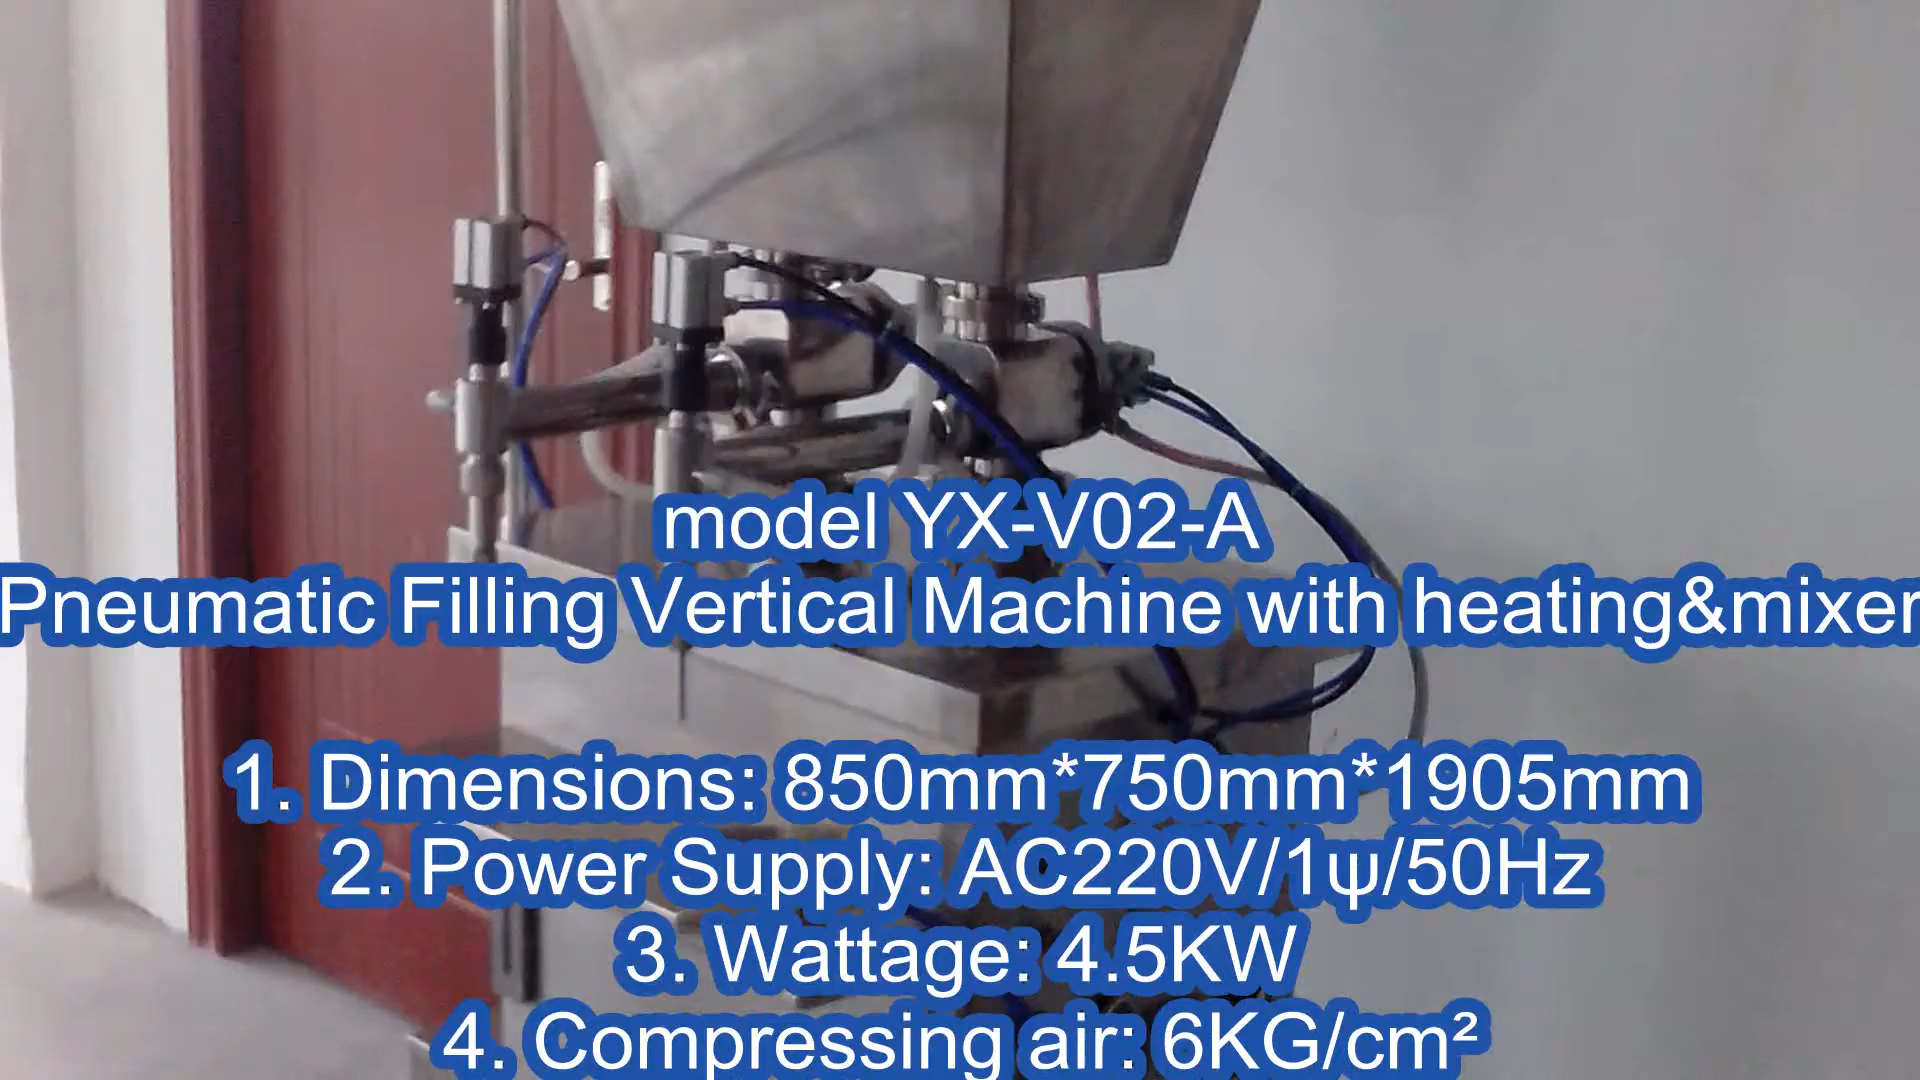 model YX-V02-A
Pneumatic Filling Vertical Machine with heating&mixer
1. Dimensions: 850mm*750mm*1905mm
2. Power Supply: AC220V/1ψ/50Hz
3. Wattage: 4.5KW
4. Compressing air: 6KG/cm²